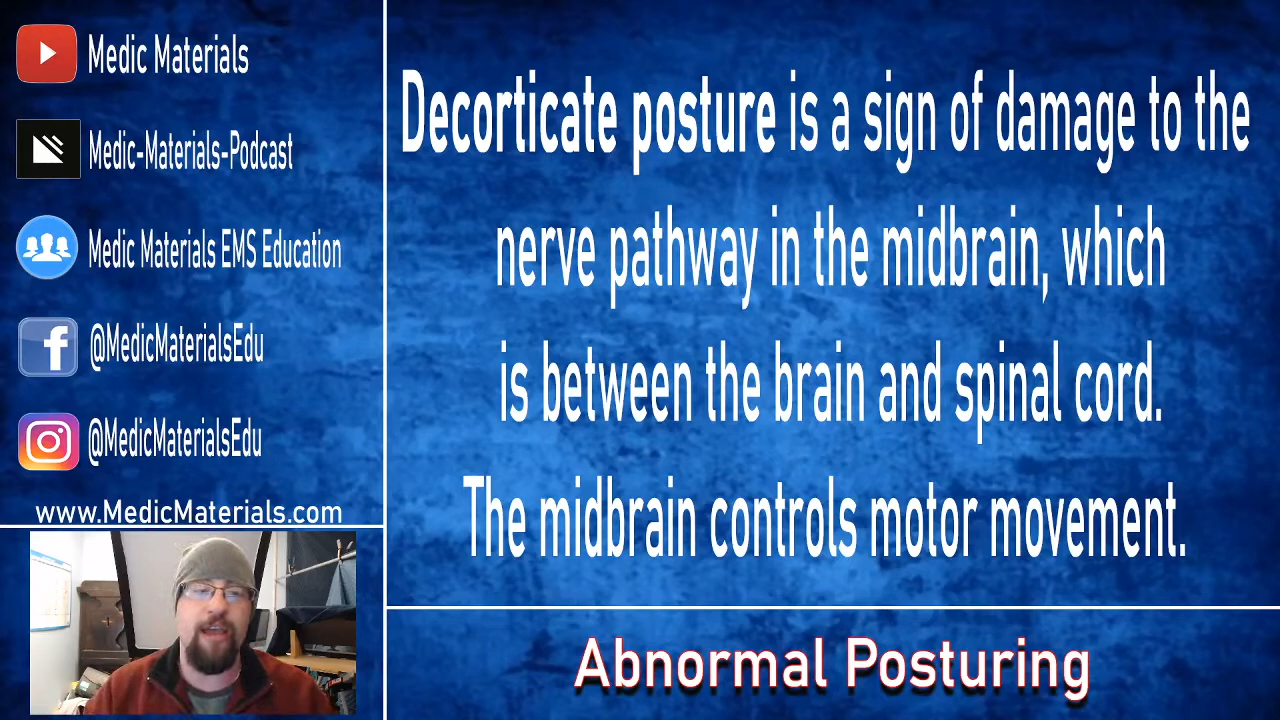 Medic Materials
Medic-Materials-Podcast
Medic Materials EMS Education
@MedicMaterialsEdu
@MedicMaterialsEdu
www.MedicMaterials.com
Decorticate posture is a sign of damage to the
nerve pathway in the midbrain, which
is between the brain and spinal cord.
The midbrain controls motor movement.
Abnormal Posturing